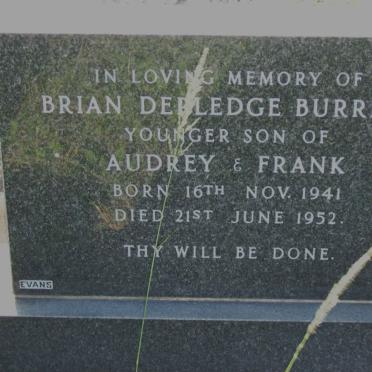 IN LOVING MEMORY OF
BRIAN DEPLEDGE BURR
YOUNGER SON OF
AUDREY & FRANK
BORN 16TH NOV. 1941
DIED 21ST JUNE 1952.
THY WILL BE DONE.
EVANS